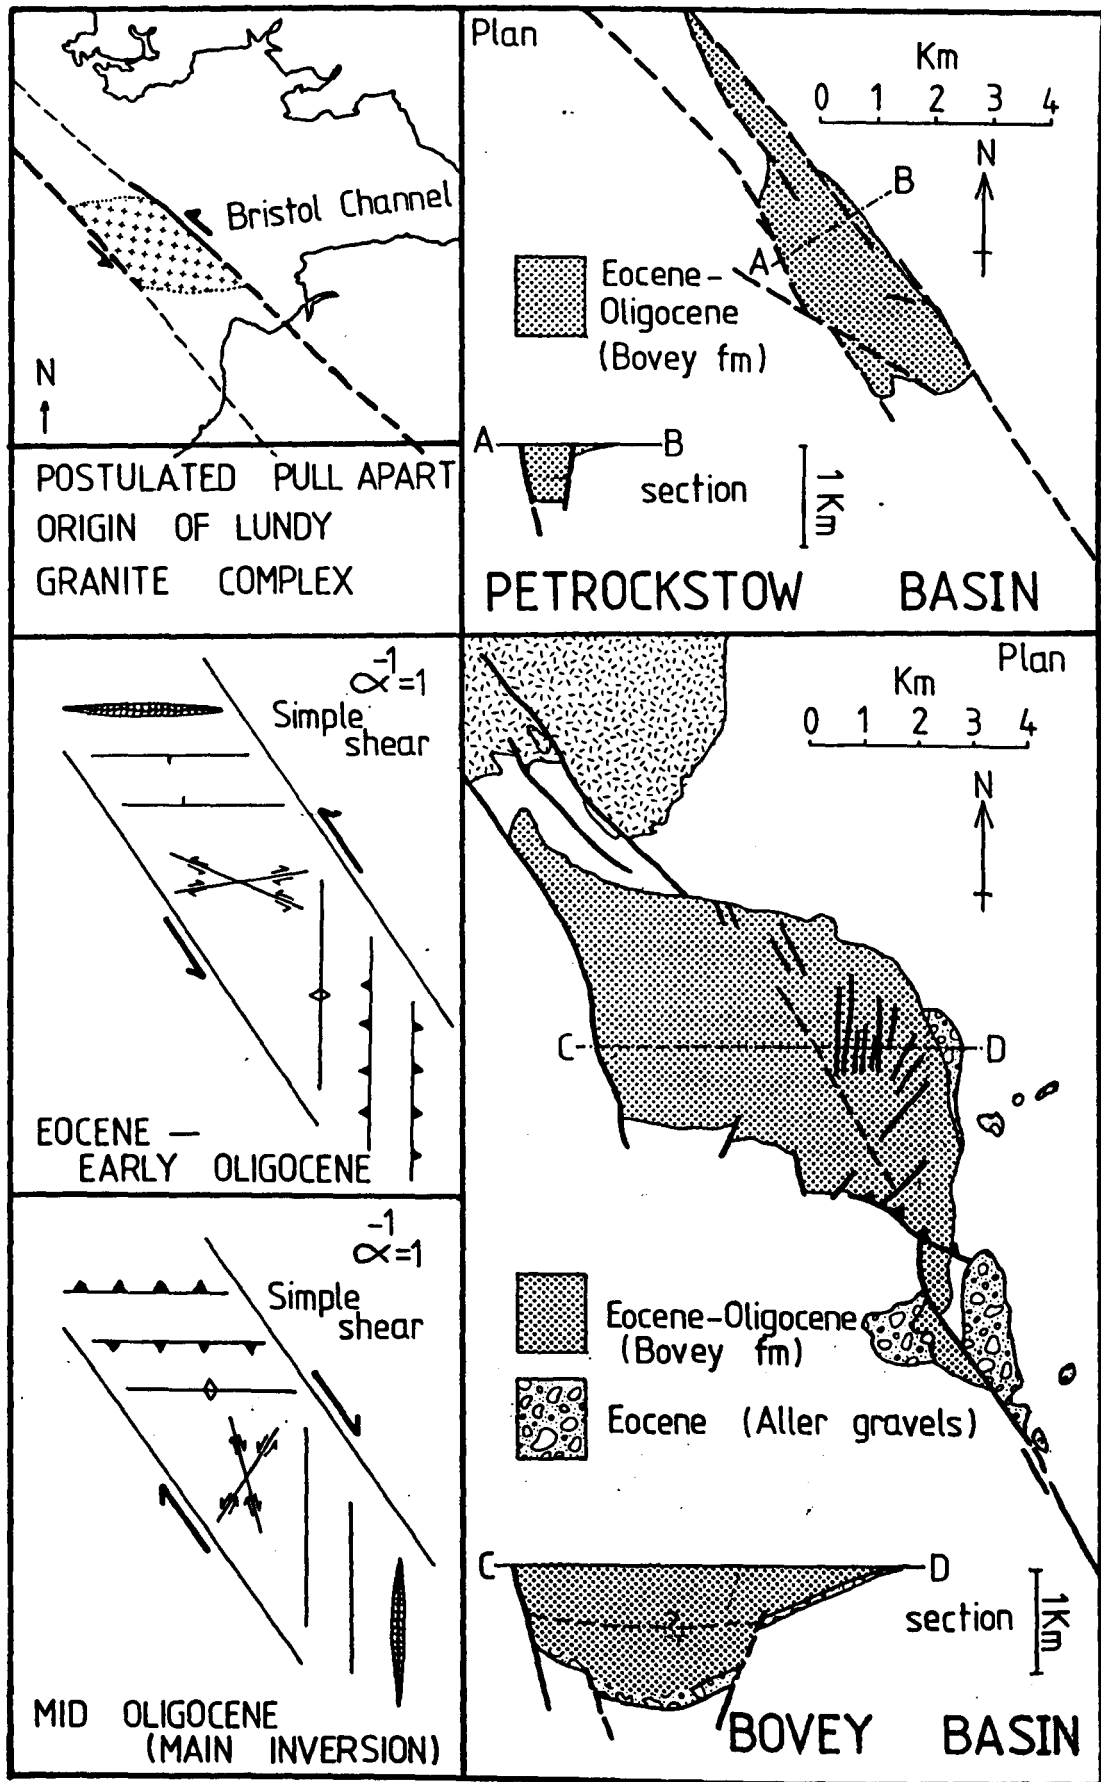 Bristol Channel
N
POSTULATED PULL APART
ORIGIN OF LUNDY
GRANITE COMPLEX
Plan
Km
0 1 2 3 4
N
B
A
Eocene-
Oligocene
(Bovey fm)
A B
section
1 Km
PETROCKSTOW BASIN
α⁻¹=1
Simple
shear
EOCENE —
EARLY OLIGOCENE
α⁻¹=1
Simple
shear
MID OLIGOCENE
(MAIN INVERSION)
Plan
Km
0 1 2 3 4
N
C D
Eocene-Oligocene
(Bovey fm)
Eocene (Aller gravels)
C D
?
section
1Km
BOVEY BASIN